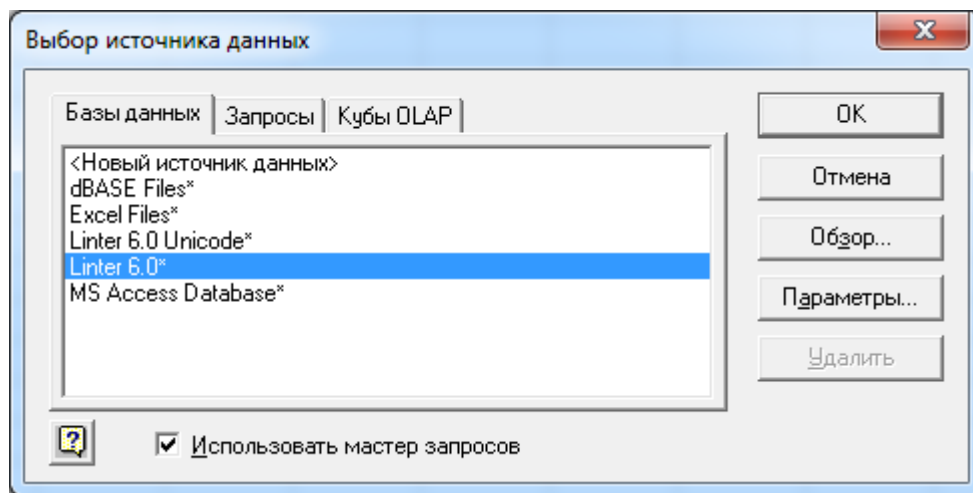 Выбор источника данных
Базы данных Запросы Кубы OLAP
<Новый источник данных>
dBASE Files*
Excel Files*
Linter 6.0 Unicode*
Linter 6.0*
MS Access Database*
OK
Отмена
Обзор...
Параметры...
Удалить
Использовать мастер запросов